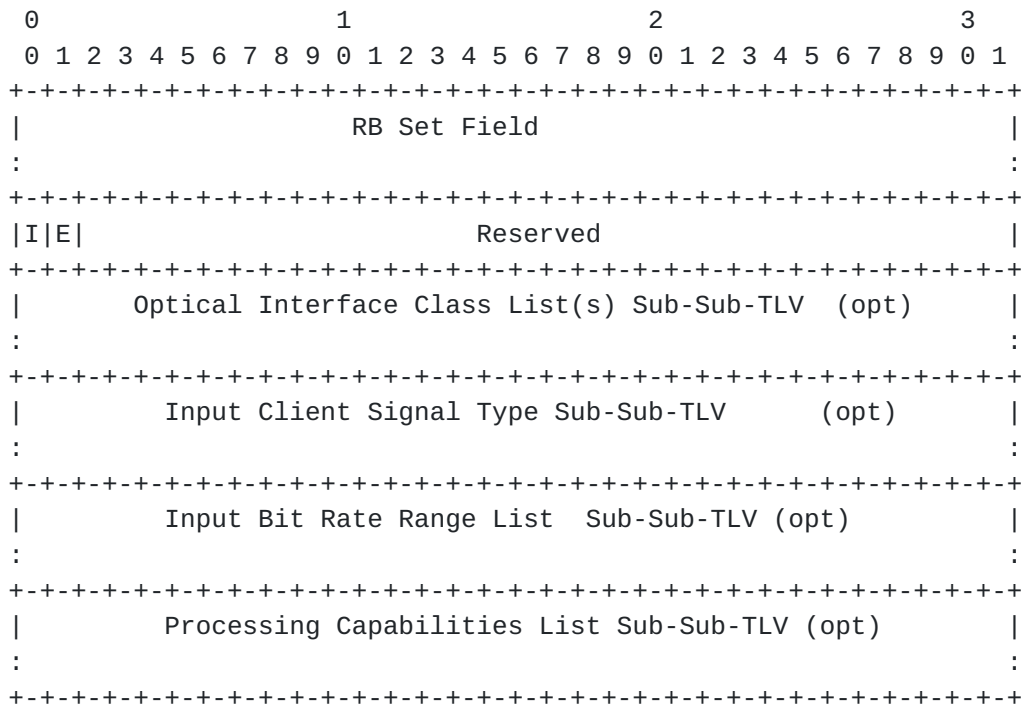 0                   1                   2                   3
 0 1 2 3 4 5 6 7 8 9 0 1 2 3 4 5 6 7 8 9 0 1 2 3 4 5 6 7 8 9 0 1
+-+-+-+-+-+-+-+-+-+-+-+-+-+-+-+-+-+-+-+-+-+-+-+-+-+-+-+-+-+-+-+-+
|                     RB Set Field                              |
:                                                               :
+-+-+-+-+-+-+-+-+-+-+-+-+-+-+-+-+-+-+-+-+-+-+-+-+-+-+-+-+-+-+-+-+
|I|E|                         Reserved                          |
+-+-+-+-+-+-+-+-+-+-+-+-+-+-+-+-+-+-+-+-+-+-+-+-+-+-+-+-+-+-+-+-+
|       Optical Interface Class List(s) Sub-Sub-TLV  (opt)      |
:                                                               :
+-+-+-+-+-+-+-+-+-+-+-+-+-+-+-+-+-+-+-+-+-+-+-+-+-+-+-+-+-+-+-+-+
|         Input Client Signal Type Sub-Sub-TLV      (opt)       |
:                                                               :
+-+-+-+-+-+-+-+-+-+-+-+-+-+-+-+-+-+-+-+-+-+-+-+-+-+-+-+-+-+-+-+-+
|         Input Bit Rate Range List  Sub-Sub-TLV (opt)          |
:                                                               :
+-+-+-+-+-+-+-+-+-+-+-+-+-+-+-+-+-+-+-+-+-+-+-+-+-+-+-+-+-+-+-+-+
|         Processing Capabilities List Sub-Sub-TLV (opt)        |
:                                                               :
+-+-+-+-+-+-+-+-+-+-+-+-+-+-+-+-+-+-+-+-+-+-+-+-+-+-+-+-+-+-+-+-+